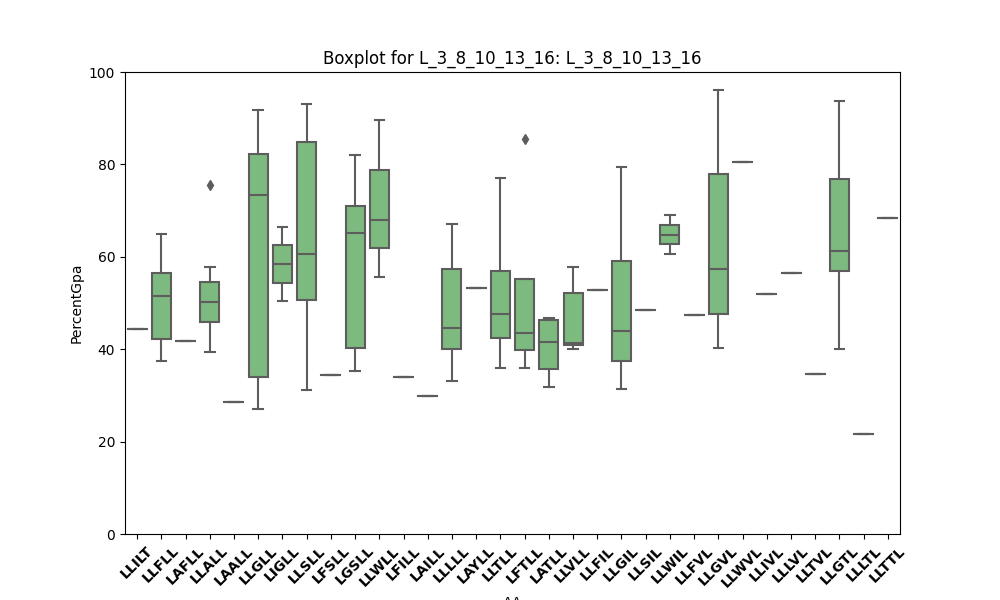 Boxplot for L_3_8_10_13_16: L_3_8_10_13_16
PercentGpa
100
80
60
40
20
0
LLILT
LLFLL
LAFLL
LLALL
LAALL
LLGLL
LIGLL
LLSLL
LFSLL
LGSLL
LLWLL
LFILL
LAILL
LLLLL
LAYLL
LLTLL
LFTLL
LATLL
LLVLL
LLFIL
LLGIL
LLSIL
LLWIL
LLFVL
LLGVL
LLWVL
LLIVL
LLLVL
LLTVL
LLGTL
LLLTL
LLTTL